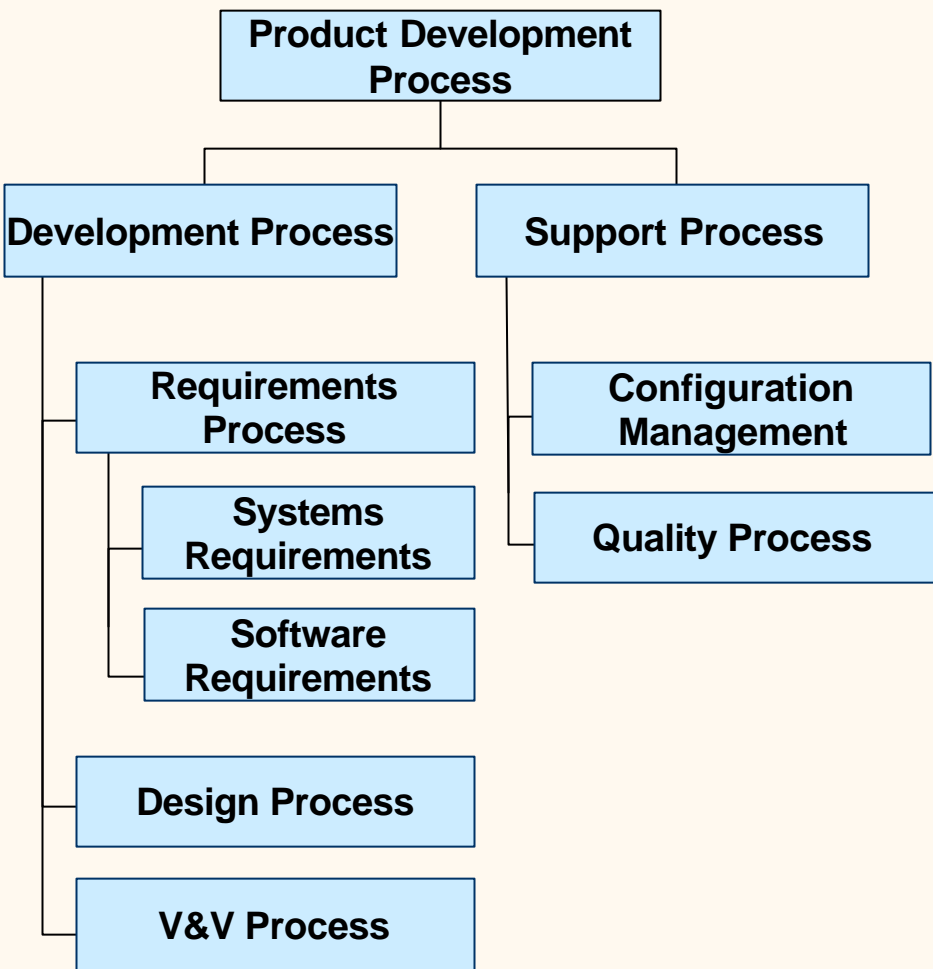 Product Development
Process
Development Process
Support Process
Requirements
Process
Systems
Requirements
Software
Requirements
Design Process
V&V Process
Configuration
Management
Quality Process